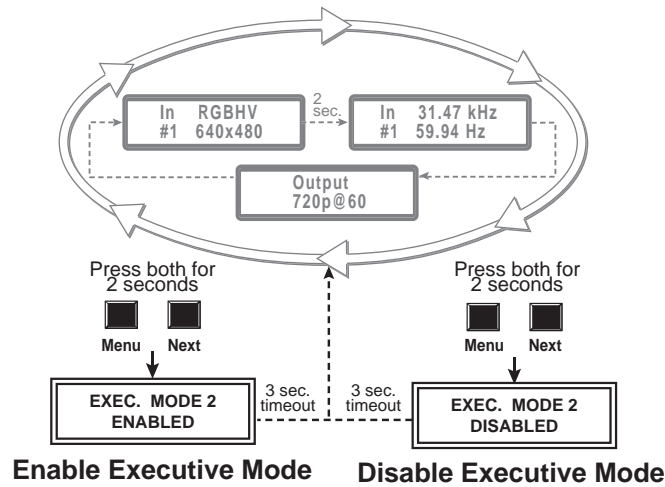 In RGBHV
#1 640x480
2
sec.
In 31.47 kHz
#1 59.94 Hz
Output
720p@60
Press both for
2 seconds
Menu Next
EXEC. MODE 2
ENABLED
3 sec.
timeout
Enable Executive Mode
Press both for
2 seconds
Menu Next
3 sec.
timeout
EXEC. MODE 2
DISABLED
Disable Executive Mode